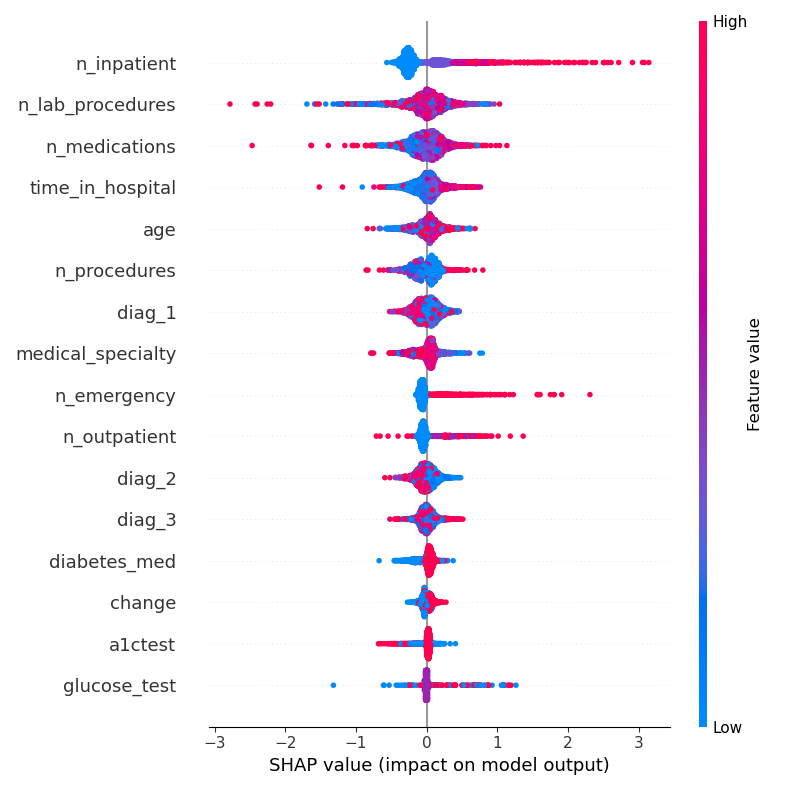 High
n_inpatient
n_lab_procedures
n_medications
time_in_hospital
age
n_procedures
diag_1
medical_specialty
n_emergency
n_outpatient
diag_2
diag_3
diabetes_med
change
a1ctest
glucose_test
Feature value
Low
−3 −2 −1 0 1 2 3
SHAP value (impact on model output)